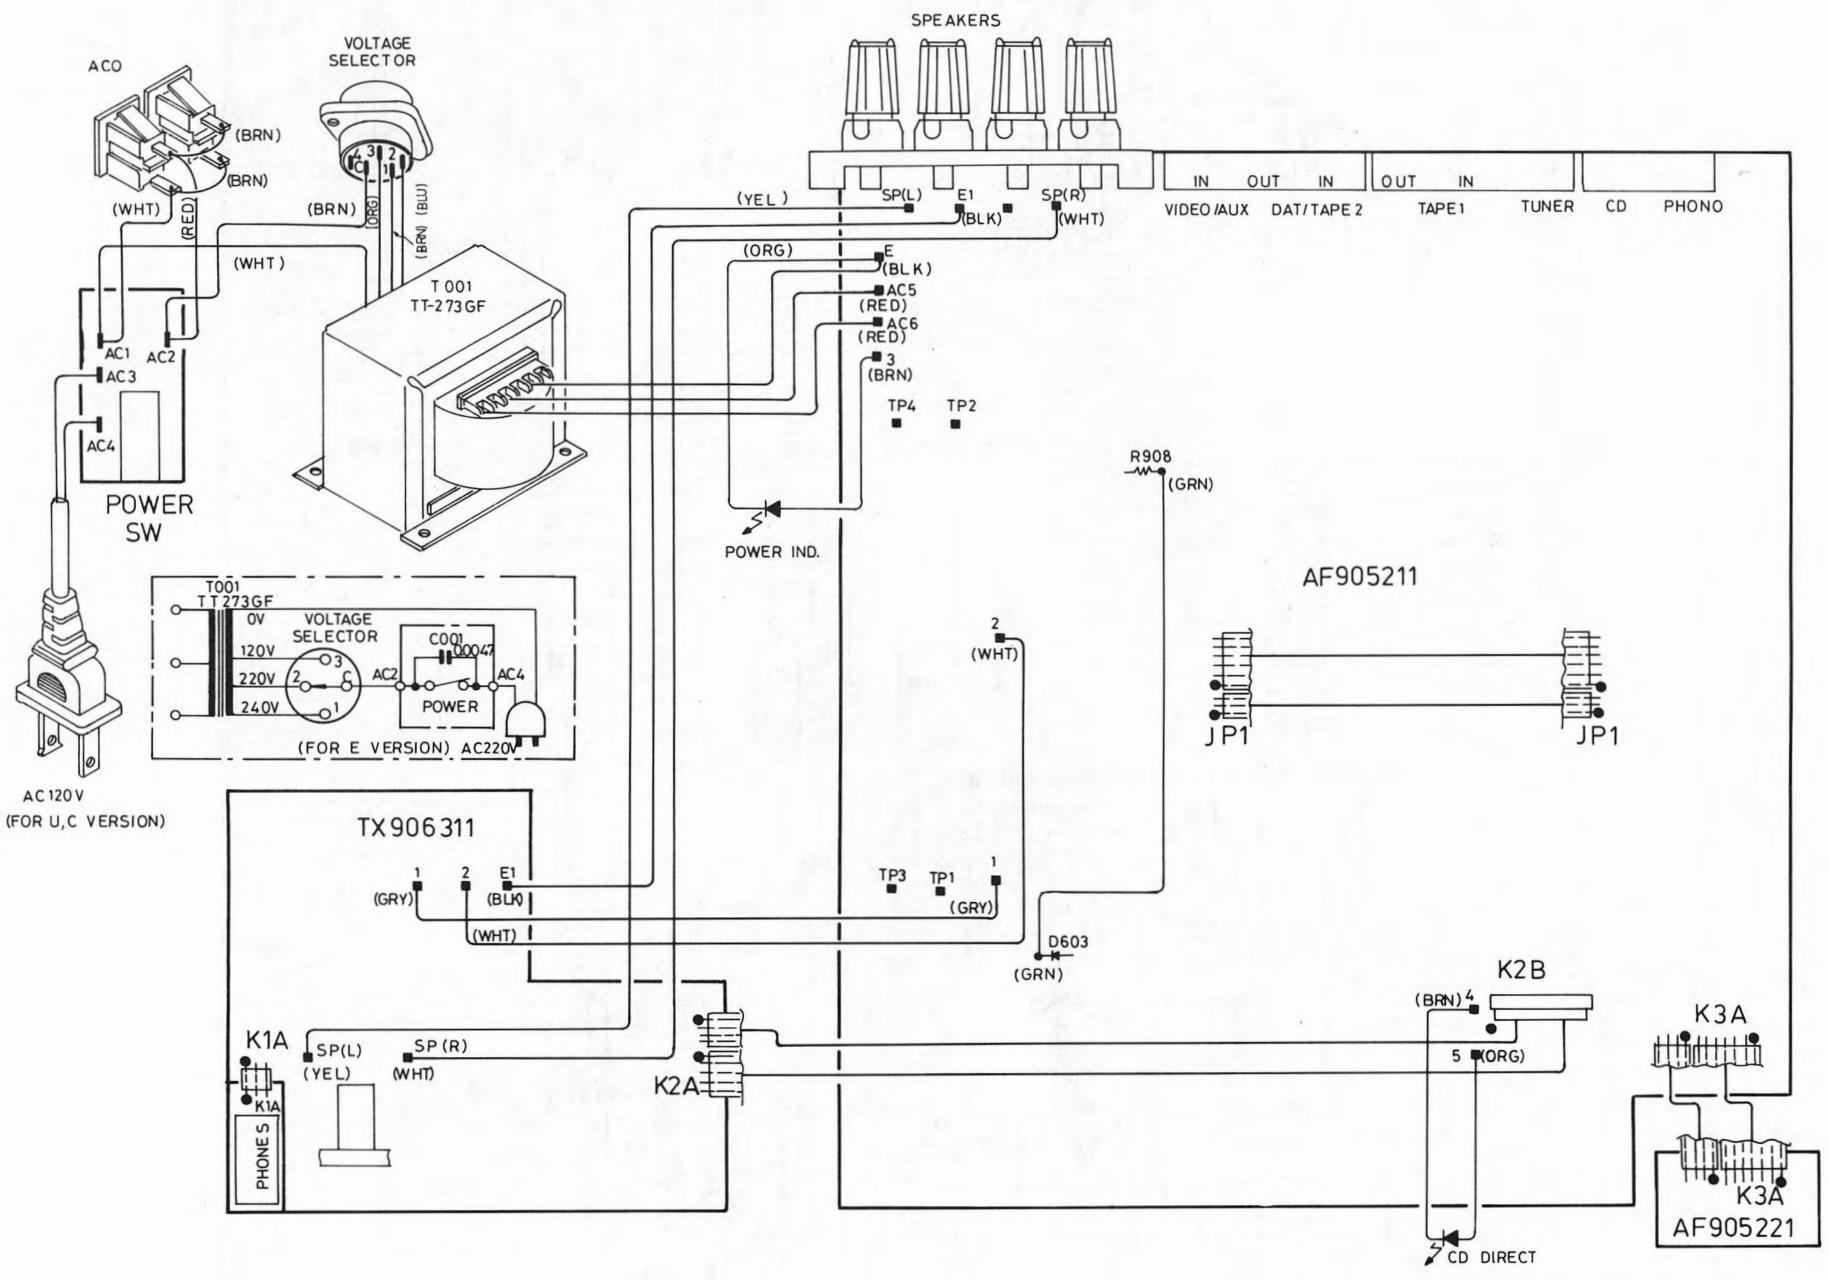 SPEAKERS
VOLTAGE
SELECTOR
ACO
(BRN)
(BRN)
(WHT)
(RED)
4 3 2
C 1
(BRN)
(ORG)
(BRN) (BLU)
(WHT)
T 001
TT-273GF
AC1
AC2
AC3
AC4
POWER
SW
AC120V
(FOR U,C VERSION)
(YEL)
SP(L)
E1
(BLK)
SP(R)
(WHT)
IN OUT IN OUT IN
VIDEO/AUX DAT/TAPE2 TAPE1 TUNER CD PHONO
(ORG)
E
(BLK)
AC5
(RED)
AC6
(RED)
3
(BRN)
TP4 TP2
POWER IND.
R908
(GRN)
AF905211
2
(WHT)
JP1
JP1
T001
TT273GF
0V
120V
220V
240V
VOLTAGE
SELECTOR
3
2 C
1
AC2
C001
0.0047
AC4
POWER
(FOR E VERSION) AC220V
TX906311
1 2 E1
(GRY)
(BLK)
(WHT)
TP3 TP1 1
(GRY)
D603
(GRN)
K1A
SP(L)
(YEL)
SP(R)
(WHT)
K2A
K1A
PHONES
K2B
(BRN) 4
5 (ORG)
CD DIRECT
K3A
K3A
AF905221